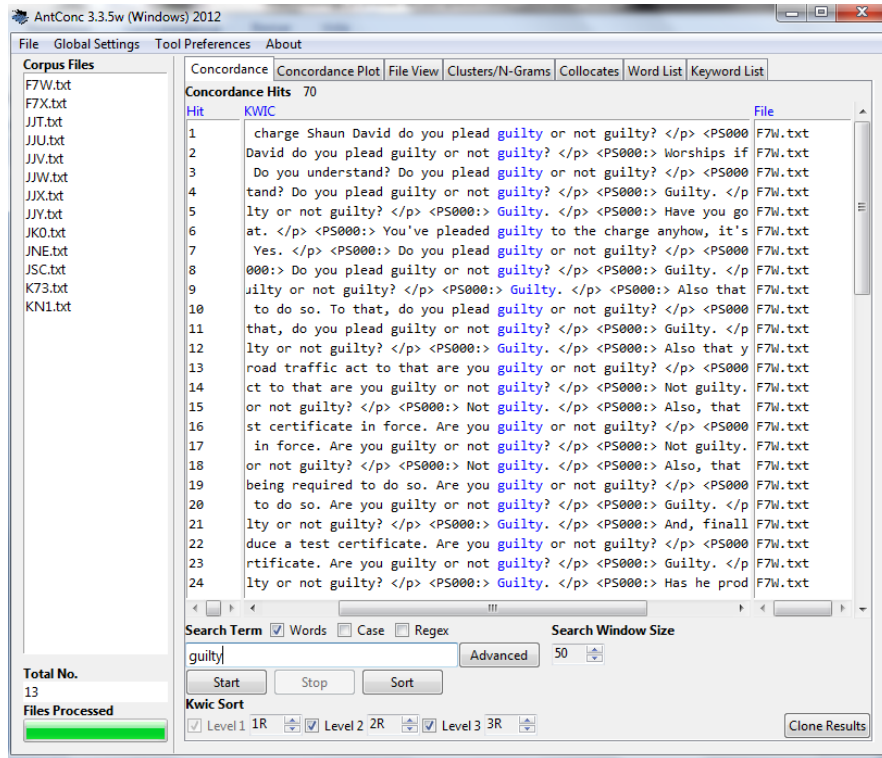 AntConc 3.3.5w (Windows) 2012
File Global Settings Tool Preferences About
Corpus Files
F7W.txt
F7X.txt
JJT.txt
JJU.txt
JJV.txt
JJW.txt
JJX.txt
JJY.txt
JK0.txt
JNE.txt
JSC.txt
K73.txt
KN1.txt
Total No.
13
Files Processed
Concordance Concordance Plot File View Clusters/N-Grams Collocates Word List Keyword List
Concordance Hits 70
Hit KWIC File
1 charge Shaun David do you plead guilty or not guilty? </p> <PS000 F7W.txt
2 David do you plead guilty or not guilty? </p> <PS000:> Worships if F7W.txt
3 Do you understand? Do you plead guilty or not guilty? </p> <PS000 F7W.txt
4 tand? Do you plead guilty or not guilty? </p> <PS000:> Guilty. </p F7W.txt
5 lty or not guilty? </p> <PS000:> Guilty. </p> <PS000:> Have you go F7W.txt
6 at. </p> <PS000:> You've pleaded guilty to the charge anyhow, it's F7W.txt
7 Yes. </p> <PS000:> Do you plead guilty or not guilty? </p> <PS000 F7W.txt
8 000:> Do you plead guilty or not guilty? </p> <PS000:> Guilty. </p F7W.txt
9 uilty or not guilty? </p> <PS000:> Guilty. </p> <PS000:> Also that F7W.txt
10 to do so. To that, do you plead guilty or not guilty? </p> <PS000 F7W.txt
11 that, do you plead guilty or not guilty? </p> <PS000:> Guilty. </p F7W.txt
12 lty or not guilty? </p> <PS000:> Guilty. </p> <PS000:> Also that y F7W.txt
13 road traffic act to that are you guilty or not guilty? </p> <PS000 F7W.txt
14 ct to that are you guilty or not guilty? </p> <PS000:> Not guilty. F7W.txt
15 or not guilty? </p> <PS000:> Not guilty. </p> <PS000:> Also, that F7W.txt
16 st certificate in force. Are you guilty or not guilty? </p> <PS000 F7W.txt
17 in force. Are you guilty or not guilty? </p> <PS000:> Not guilty. F7W.txt
18 or not guilty? </p> <PS000:> Not guilty. </p> <PS000:> Also, that F7W.txt
19 being required to do so. Are you guilty or not guilty? </p> <PS000 F7W.txt
20 to do so. Are you guilty or not guilty? </p> <PS000:> Guilty. </p F7W.txt
21 lty or not guilty? </p> <PS000:> Guilty. </p> <PS000:> And, finall F7W.txt
22 duce a test certificate. Are you guilty or not guilty? </p> <PS000 F7W.txt
23 rtificate. Are you guilty or not guilty? </p> <PS000:> Guilty. </p F7W.txt
24 lty or not guilty? </p> <PS000:> Guilty. </p> <PS000:> Has he prod F7W.txt
Search Term Words Case Regex Search Window Size
guilty Advanced 50
Start Stop Sort
Kwic Sort
Level 1 1R Level 2 2R Level 3 3R Clone Results